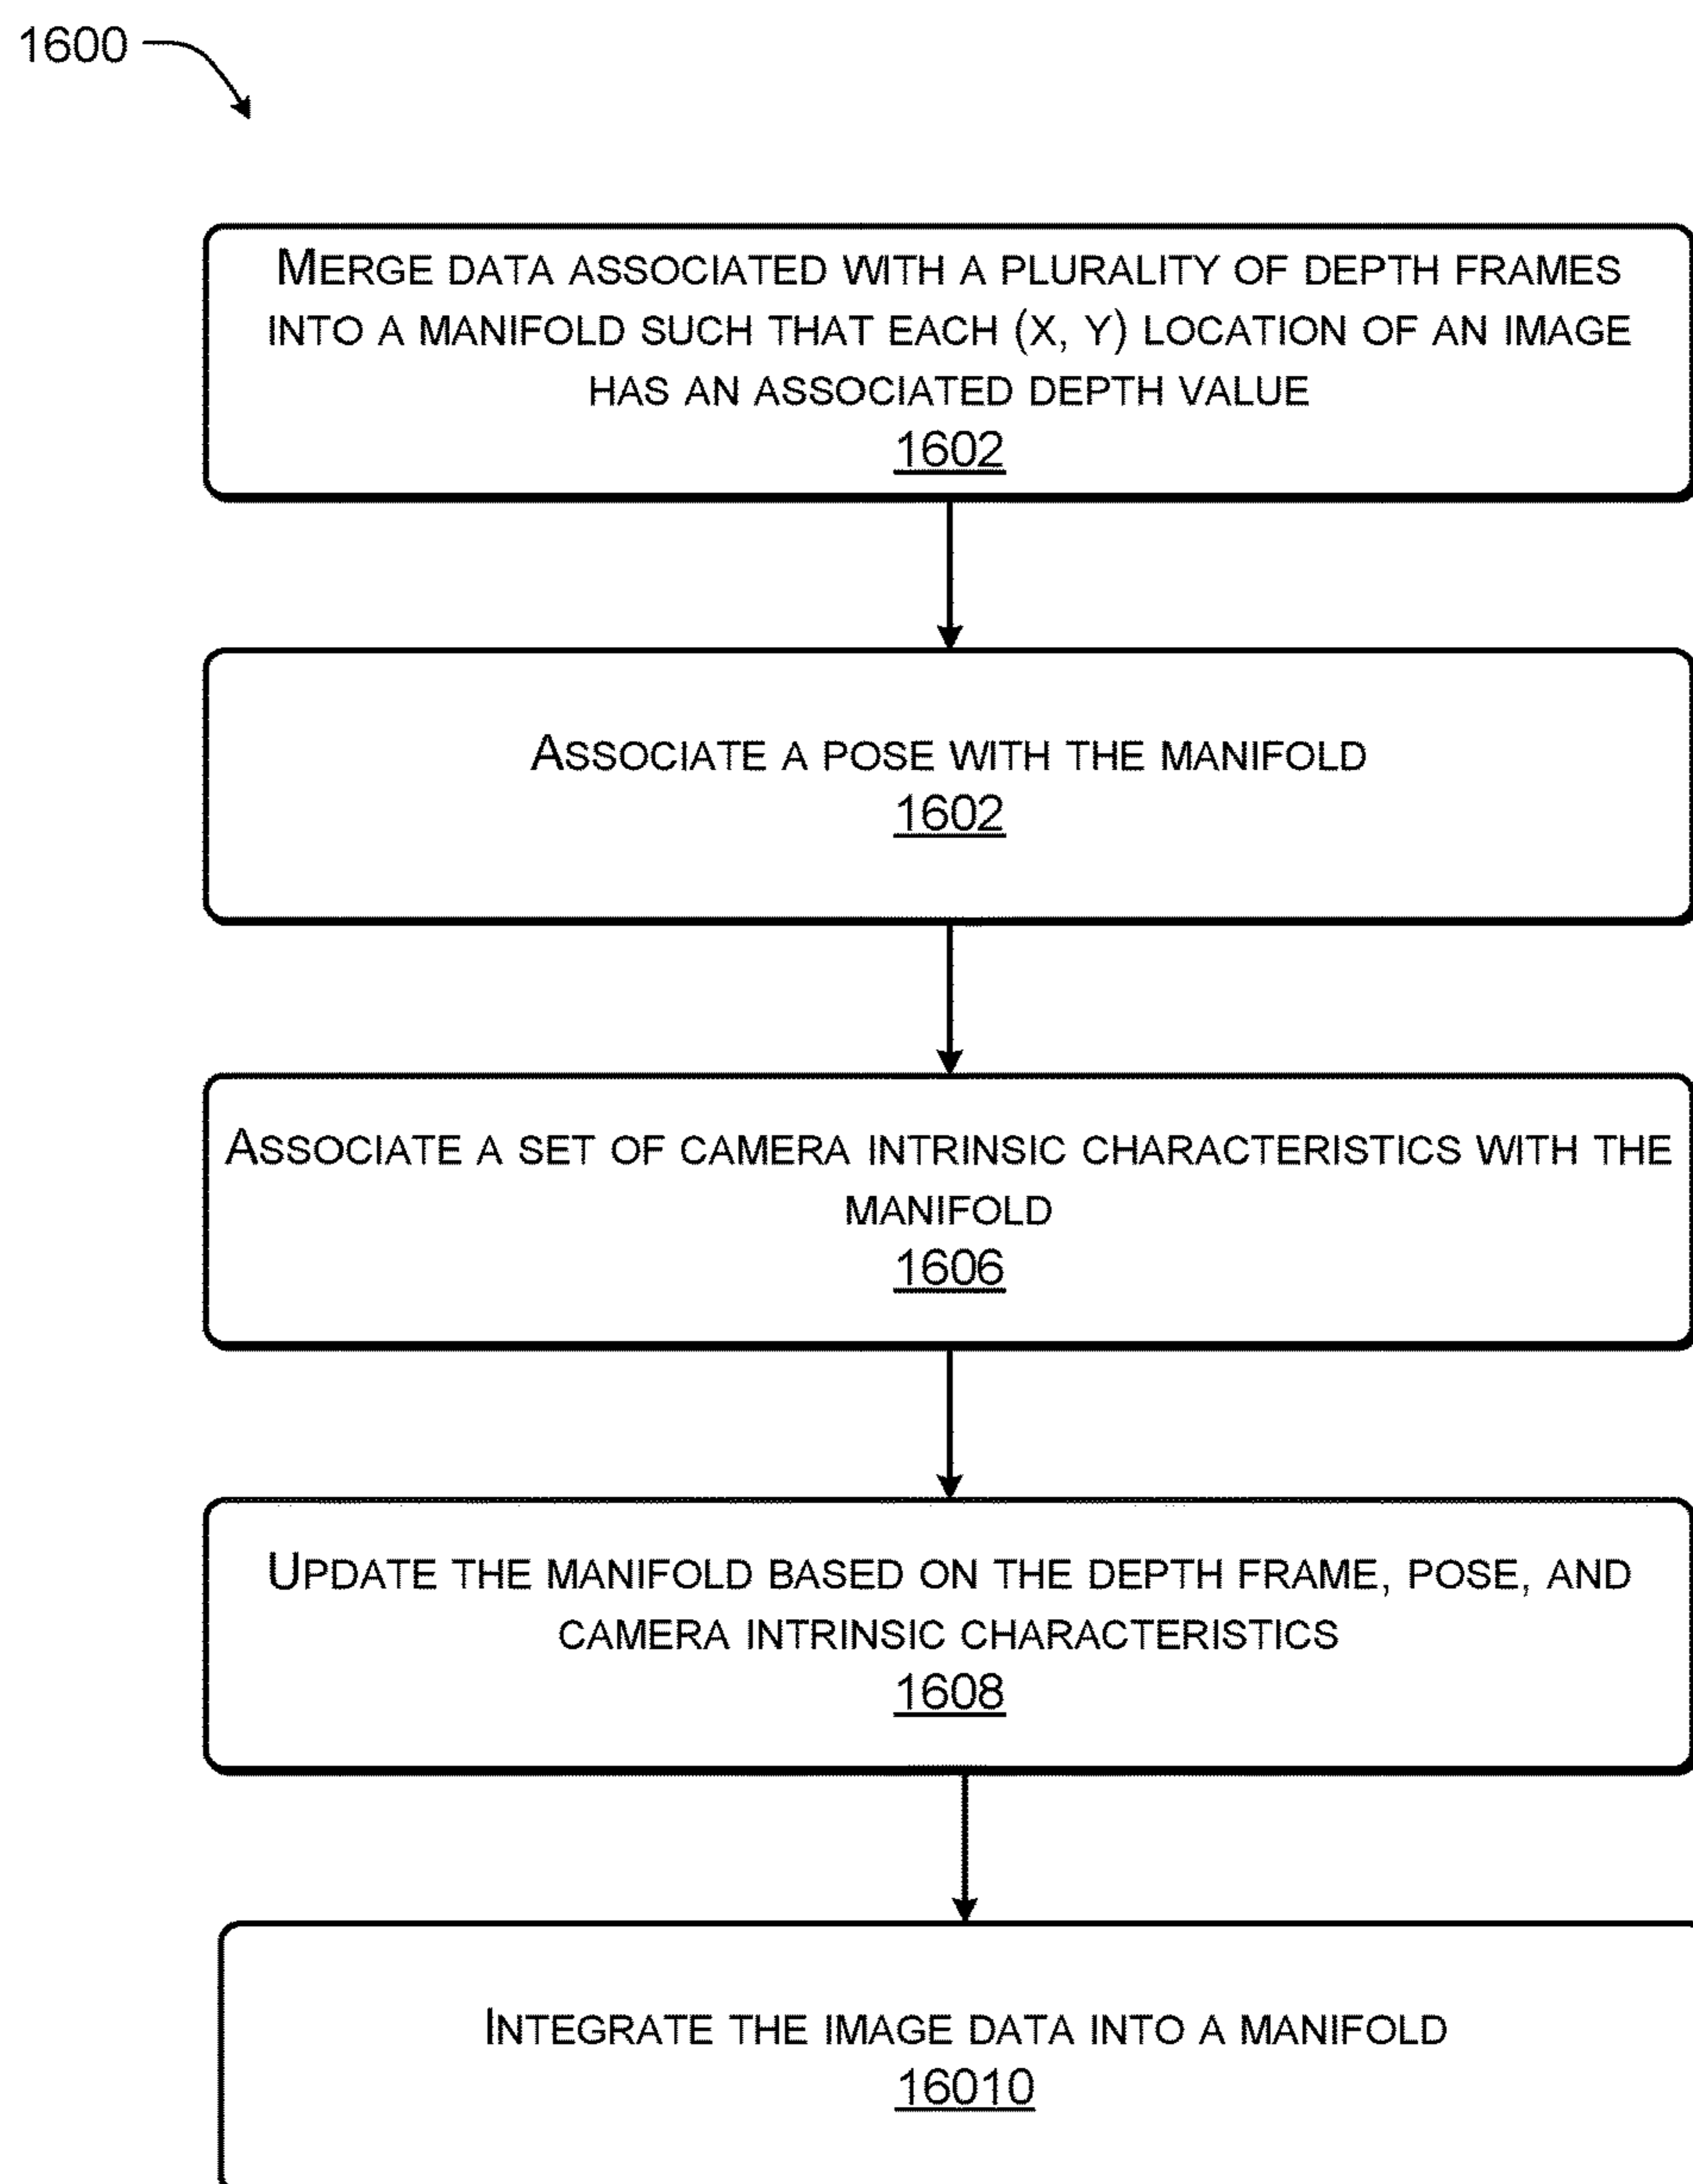 1600
MERGE DATA ASSOCIATED WITH A PLURALITY OF DEPTH FRAMES
INTO A MANIFOLD SUCH THAT EACH (X, Y) LOCATION OF AN IMAGE
HAS AN ASSOCIATED DEPTH VALUE
1602
ASSOCIATE A POSE WITH THE MANIFOLD
1602
ASSOCIATE A SET OF CAMERA INTRINSIC CHARACTERISTICS WITH THE
MANIFOLD
1606
UPDATE THE MANIFOLD BASED ON THE DEPTH FRAME, POSE, AND
CAMERA INTRINSIC CHARACTERISTICS
1608
INTEGRATE THE IMAGE DATA INTO A MANIFOLD
16010